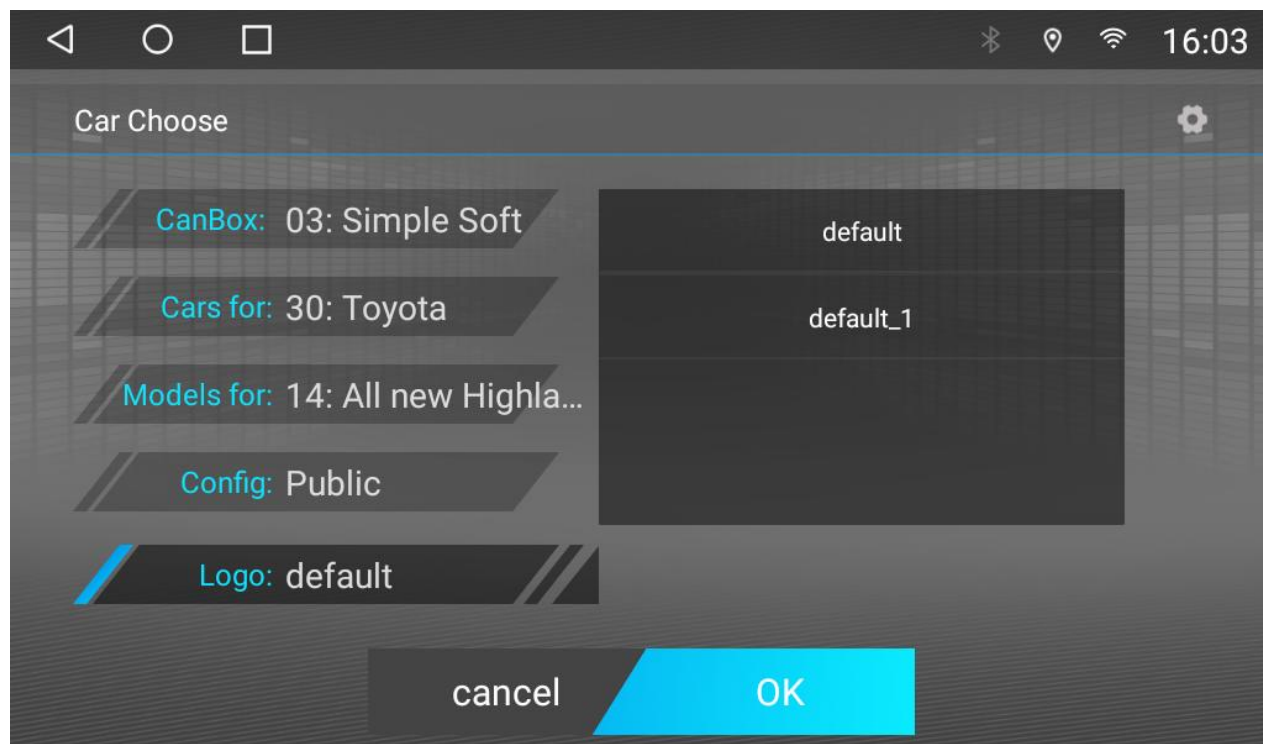 16:03
Car Choose
CanBox: 03: Simple Soft
Cars for: 30: Toyota
Models for: 14: All new Highla...
Config: Public
Logo: default
default
default_1
cancel
OK